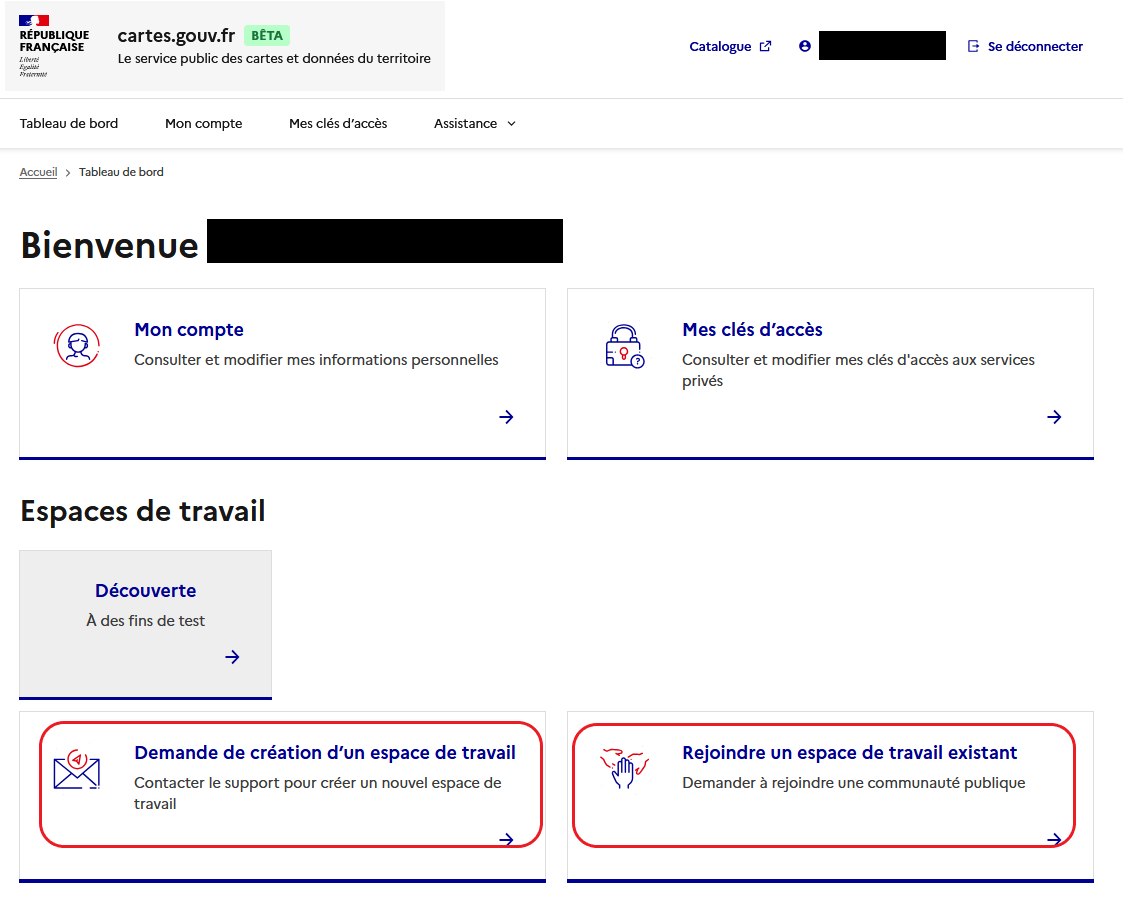 RÉPUBLIQUE
FRANÇAISE
Liberté
Égalité
Fraternité
cartes.gouv.fr BÊTA
Le service public des cartes et données du territoire
Catalogue
Se déconnecter
Tableau de bord Mon compte Mes clés d’accès Assistance
Accueil > Tableau de bord
Bienvenue
Mon compte
Consulter et modifier mes informations personnelles
Mes clés d’accès
Consulter et modifier mes clés d'accès aux services
privés
Espaces de travail
Découverte
À des fins de test
Demande de création d’un espace de travail
Contacter le support pour créer un nouvel espace de
travail
Rejoindre un espace de travail existant
Demander à rejoindre une communauté publique